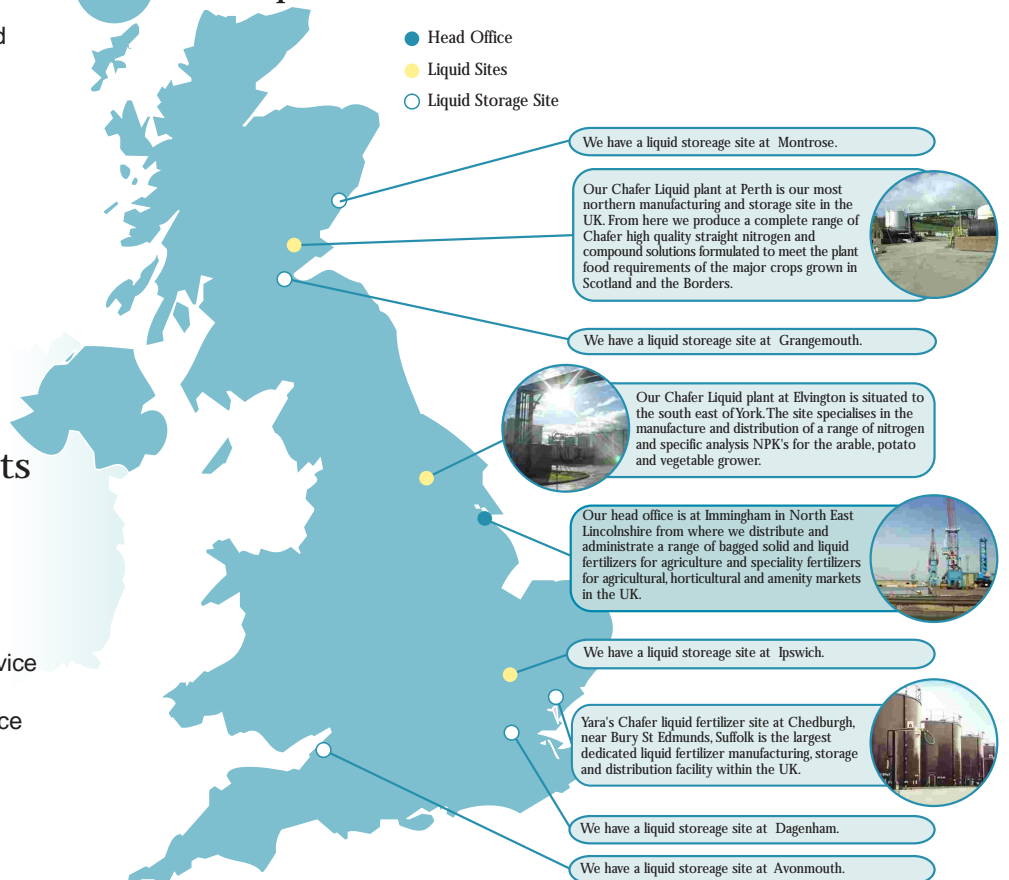 d
Head Office
Liquid Sites
Liquid Storage Site
We have a liquid storeage site at Montrose.
Our Chafer Liquid plant at Perth is our most
northern manufacturing and storage site in the
UK. From here we produce a complete range of
Chafer high quality straight nitrogen and
compound solutions formulated to meet the plant
food requirements of the major crops grown in
Scotland and the Borders.
We have a liquid storeage site at Grangemouth.
Our Chafer Liquid plant at Elvington is situated to
the south east of York. The site specialises in the
manufacture and distribution of a range of nitrogen
and specific analysis NPK's for the arable, potato
and vegetable grower.
ts
Our head office is at Immingham in North East
Lincolnshire from where we distribute and
administrate a range of bagged solid and liquid
fertilizers for agriculture and speciality fertilizers
for agricultural, horticultural and amenity markets
in the UK.
We have a liquid storeage site at Ipswich.
vice
ce
Yara's Chafer liquid fertilizer site at Chedburgh,
near Bury St Edmunds, Suffolk is the largest
dedicated liquid fertilizer manufacturing, storage
and distribution facility within the UK.
We have a liquid storeage site at Dagenham.
We have a liquid storeage site at Avonmouth.